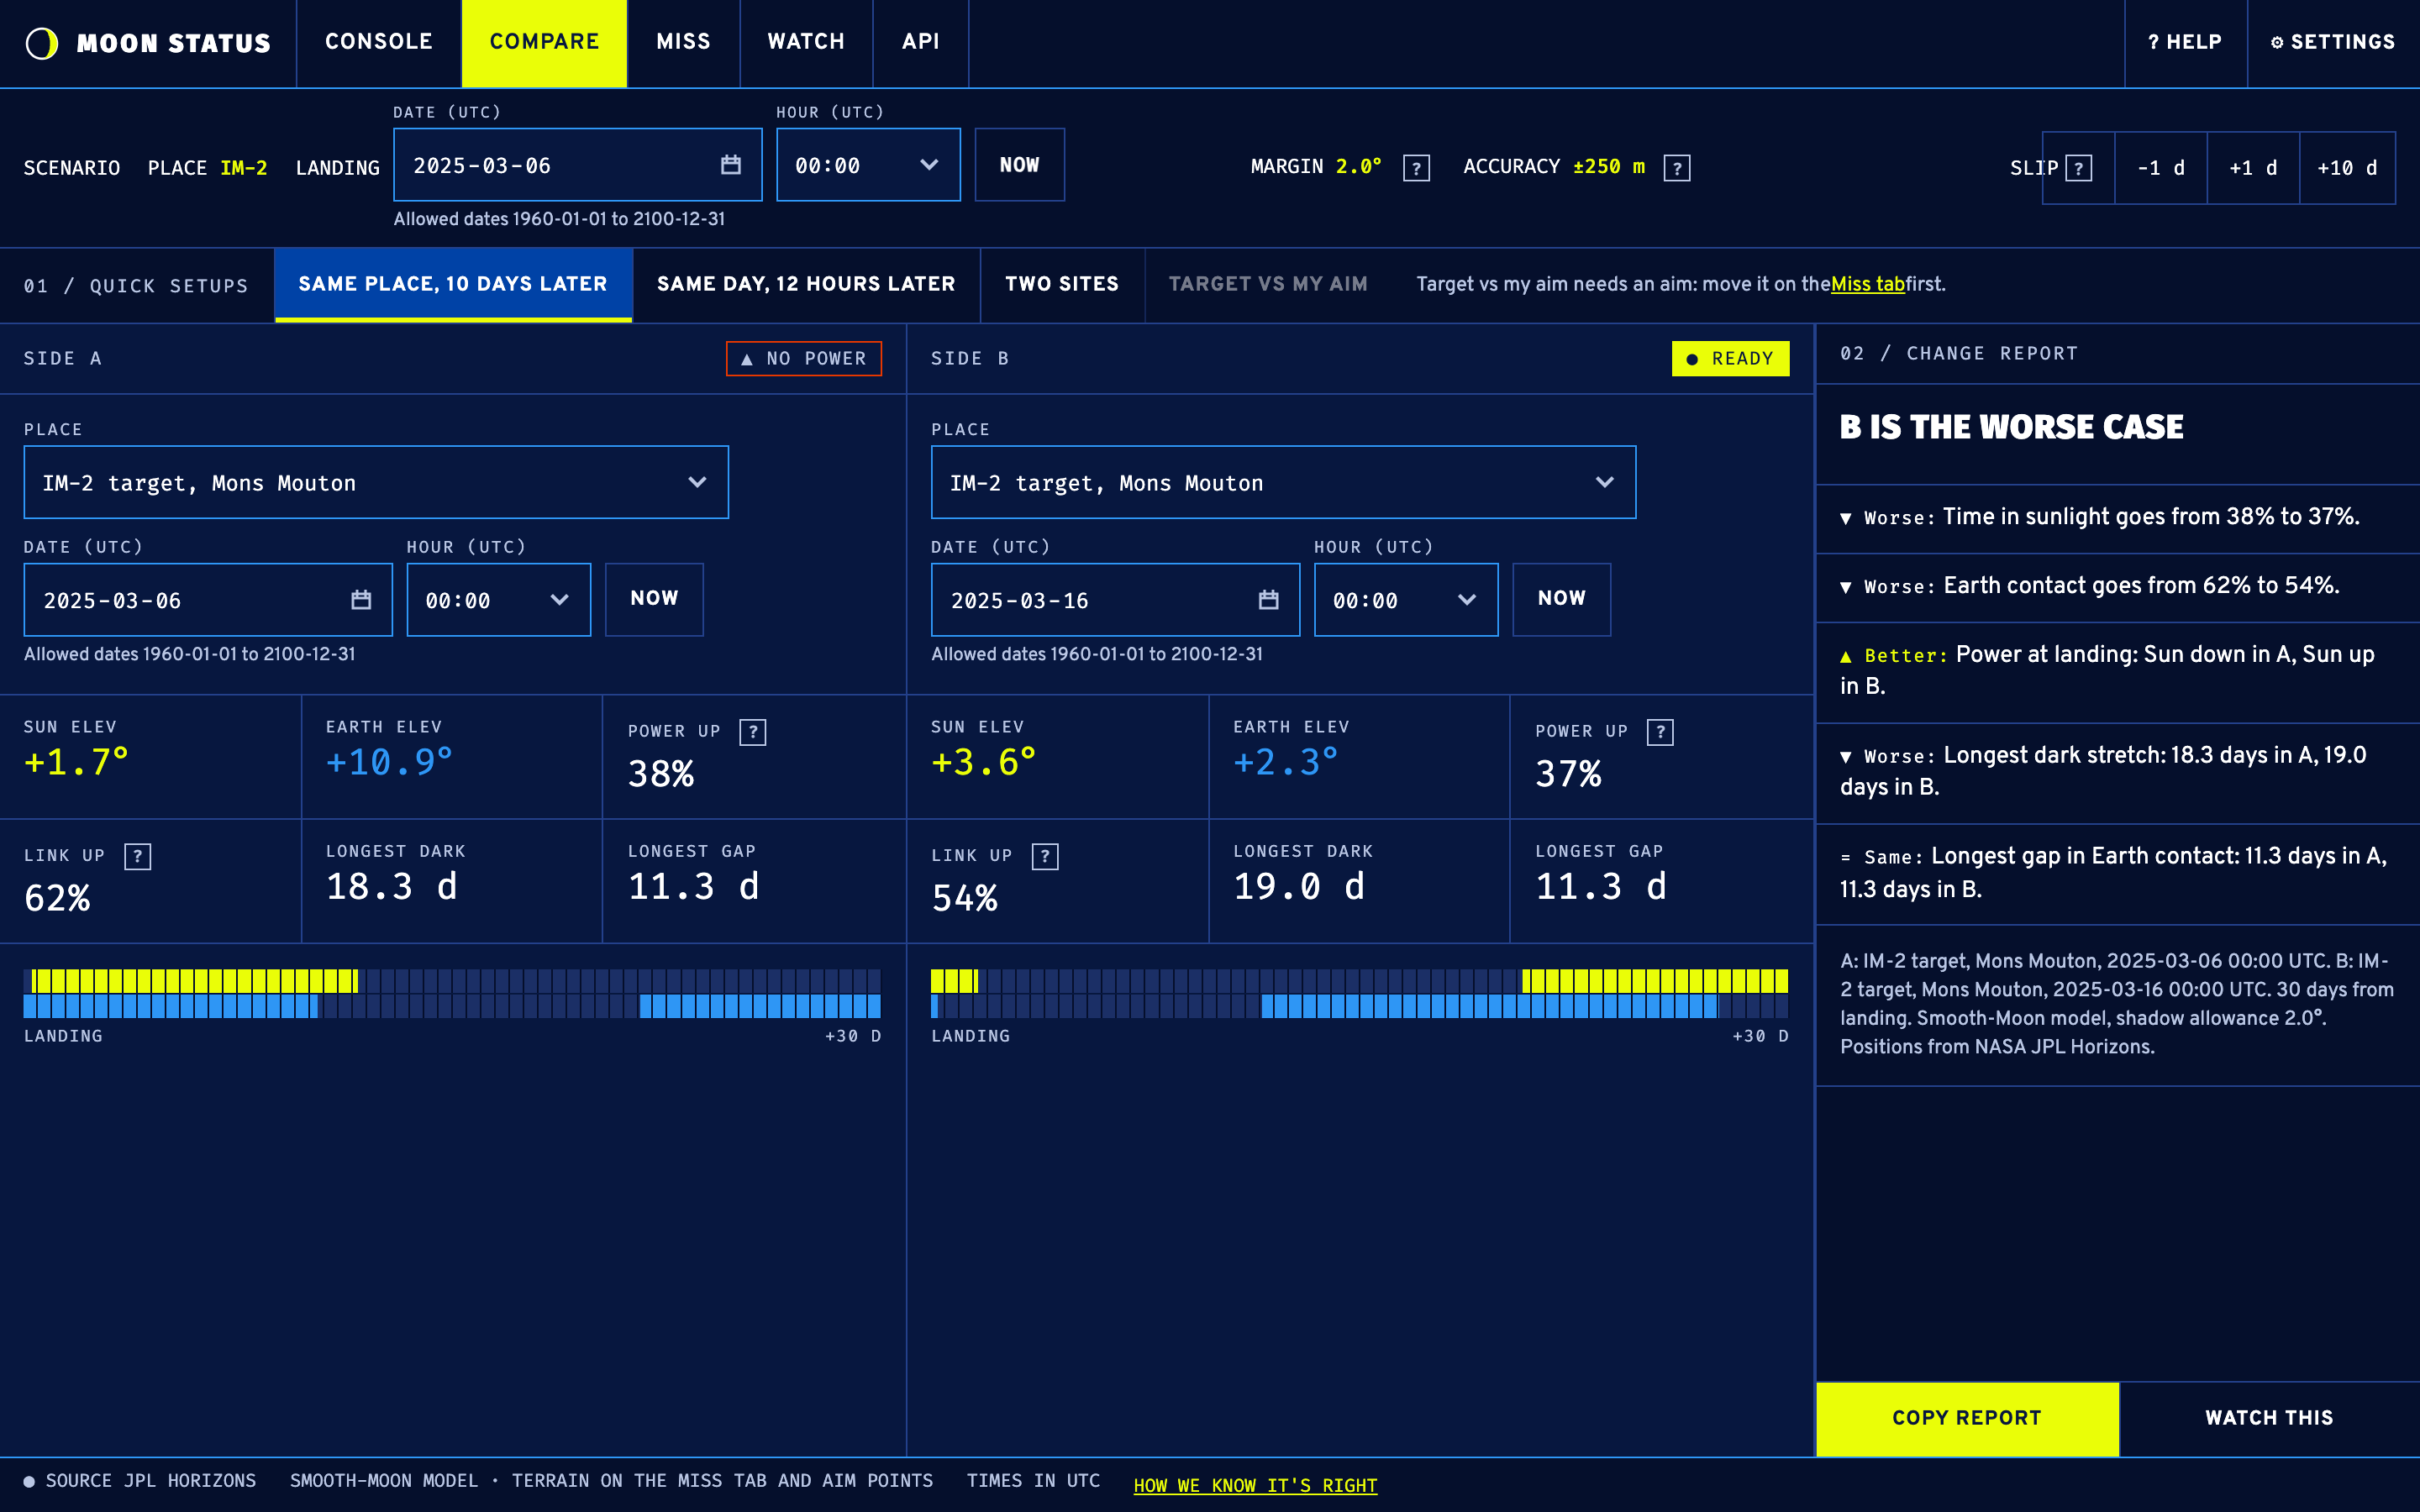 MOON STATUS
CONSOLE
COMPARE
MISS
WATCH
API
? HELP
⚙ SETTINGS
SCENARIO
PLACE IM-2
LANDING
DATE (UTC)
2025-03-06
HOUR (UTC)
00:00
NOW
Allowed dates 1960-01-01 to 2100-12-31
MARGIN 2.0° ?
ACCURACY ±250 m ?
SLIP ?
-1 d
+1 d
+10 d
01 / QUICK SETUPS
SAME PLACE, 10 DAYS LATER
SAME DAY, 12 HOURS LATER
TWO SITES
TARGET VS MY AIM
Target vs my aim needs an aim: move it on theMiss tabfirst.
SIDE A
▲ NO POWER
PLACE
IM-2 target, Mons Mouton
DATE (UTC)
2025-03-06
HOUR (UTC)
00:00
NOW
Allowed dates 1960-01-01 to 2100-12-31
SUN ELEV
+1.7°
EARTH ELEV
+10.9°
POWER UP ?
38%
LINK UP ?
62%
LONGEST DARK
18.3 d
LONGEST GAP
11.3 d
LANDING
+30 D
SIDE B
● READY
PLACE
IM-2 target, Mons Mouton
DATE (UTC)
2025-03-16
HOUR (UTC)
00:00
NOW
Allowed dates 1960-01-01 to 2100-12-31
SUN ELEV
+3.6°
EARTH ELEV
+2.3°
POWER UP ?
37%
LINK UP ?
54%
LONGEST DARK
19.0 d
LONGEST GAP
11.3 d
LANDING
+30 D
02 / CHANGE REPORT
B IS THE WORSE CASE
▼ Worse: Time in sunlight goes from 38% to 37%.
▼ Worse: Earth contact goes from 62% to 54%.
▲ Better: Power at landing: Sun down in A, Sun up
in B.
▼ Worse: Longest dark stretch: 18.3 days in A, 19.0
days in B.
= Same: Longest gap in Earth contact: 11.3 days in A,
11.3 days in B.
A: IM-2 target, Mons Mouton, 2025-03-06 00:00 UTC. B: IM-
2 target, Mons Mouton, 2025-03-16 00:00 UTC. 30 days from
landing. Smooth-Moon model, shadow allowance 2.0°.
Positions from NASA JPL Horizons.
COPY REPORT
WATCH THIS
● SOURCE JPL HORIZONS
SMOOTH-MOON MODEL · TERRAIN ON THE MISS TAB AND AIM POINTS
TIMES IN UTC
HOW WE KNOW IT'S RIGHT